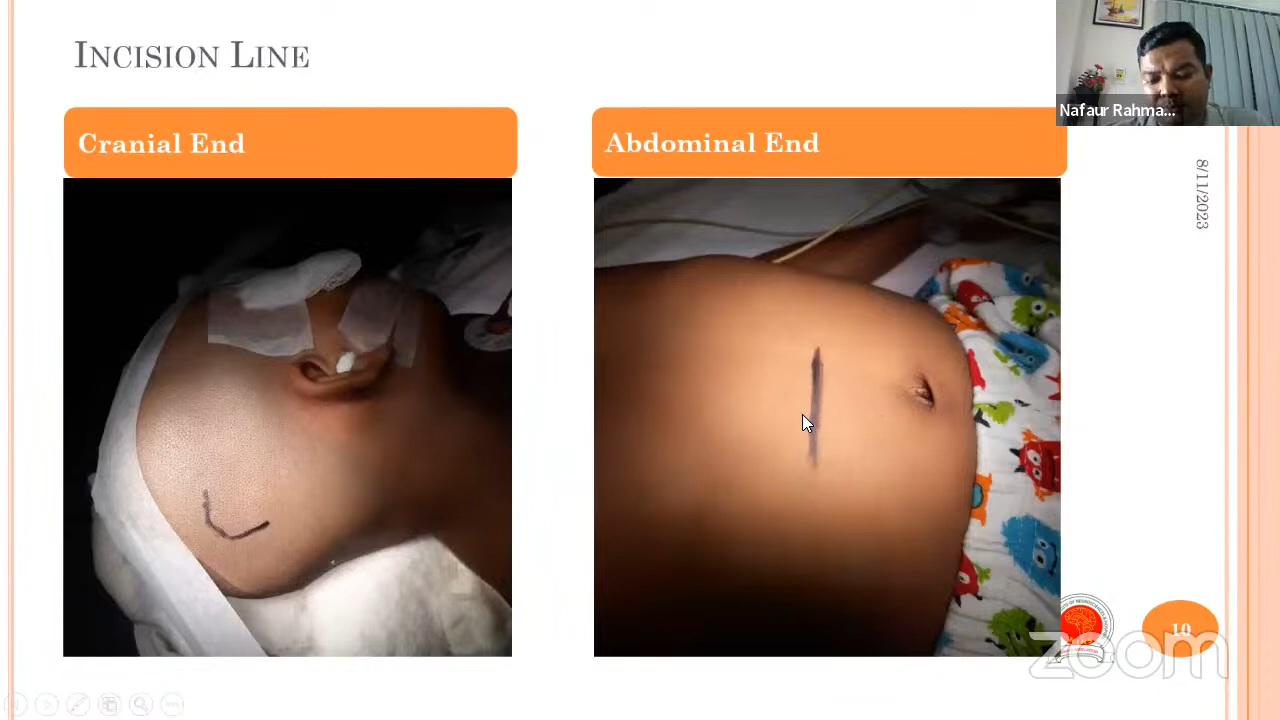 INCISION LINE
Nafaur Rahma...
Cranial End
Abdominal End
8/11/2023
10
zoom